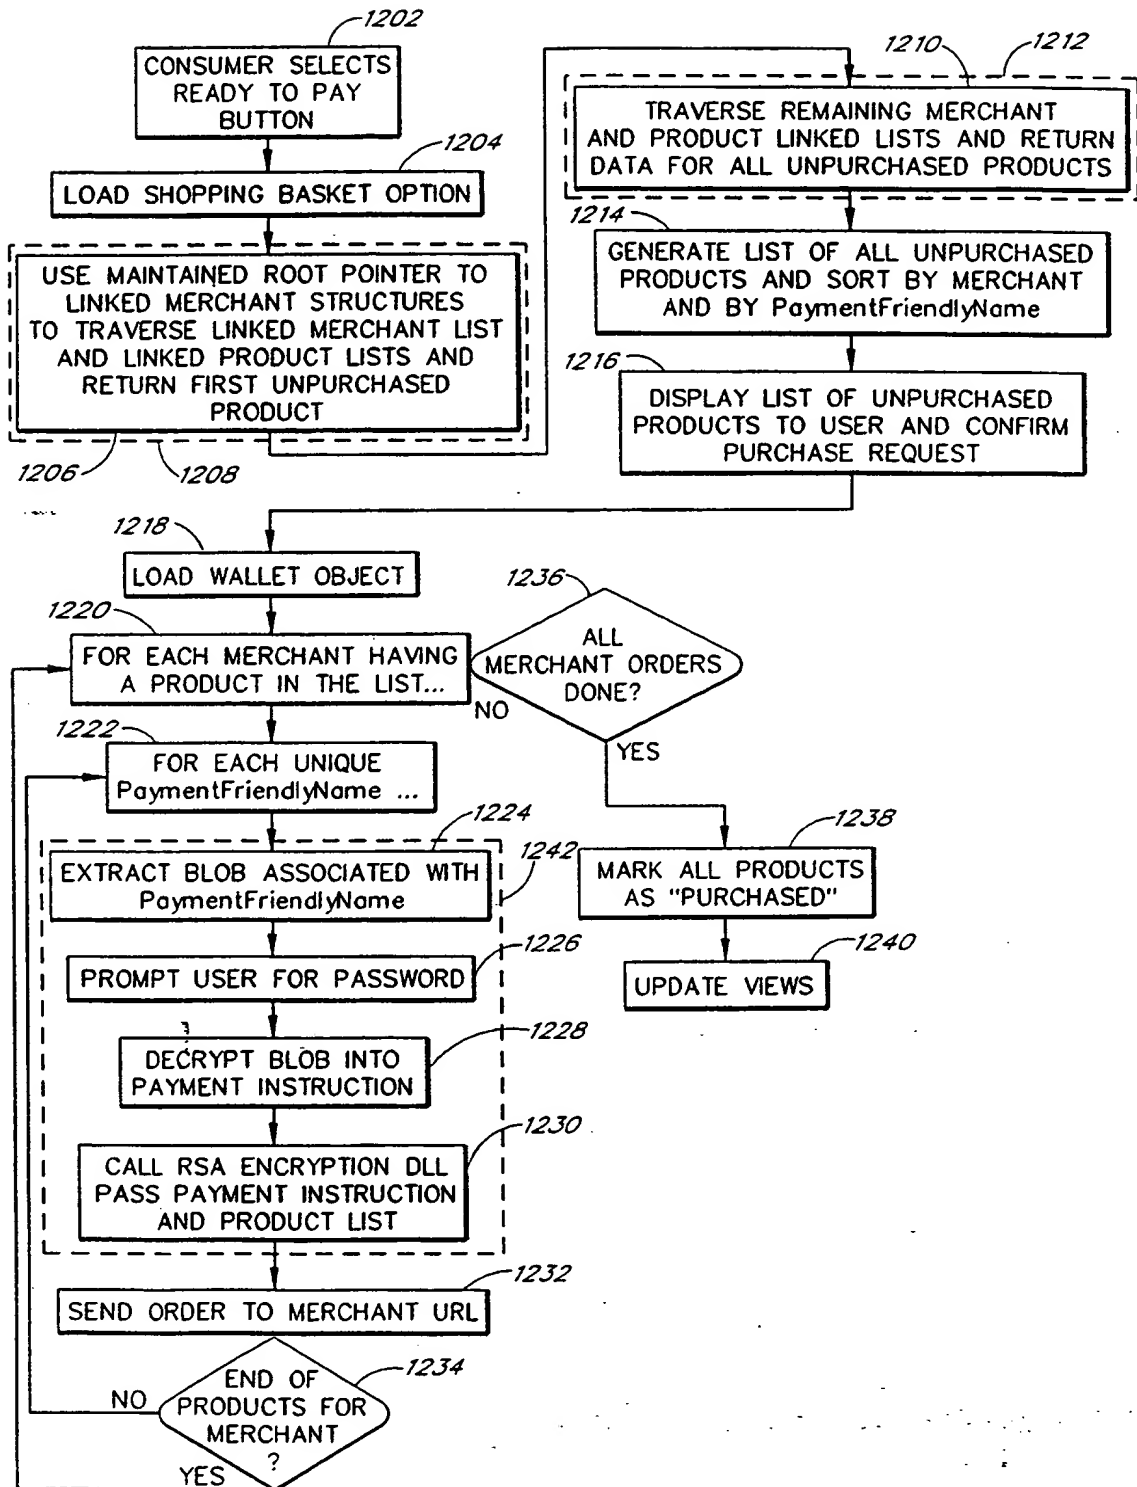 1202
CONSUMER SELECTS
READY TO PAY
BUTTON
1204
LOAD SHOPPING BASKET OPTION
USE MAINTAINED ROOT POINTER TO
LINKED MERCHANT STRUCTURES
TO TRAVERSE LINKED MERCHANT LIST
AND LINKED PRODUCT LISTS AND
RETURN FIRST UNPURCHASED
PRODUCT
1206
1208
1210
1212
TRAVERSE REMAINING MERCHANT
AND PRODUCT LINKED LISTS AND RETURN
DATA FOR ALL UNPURCHASED PRODUCTS
1214
GENERATE LIST OF ALL UNPURCHASED
PRODUCTS AND SORT BY MERCHANT
AND BY PaymentFriendlyName
1216
DISPLAY LIST OF UNPURCHASED
PRODUCTS TO USER AND CONFIRM
PURCHASE REQUEST
1218
LOAD WALLET OBJECT
1220
FOR EACH MERCHANT HAVING
A PRODUCT IN THE LIST...
1222
FOR EACH UNIQUE
PaymentFriendlyName ...
1224
1242
EXTRACT BLOB ASSOCIATED WITH
PaymentFriendlyName
1226
PROMPT USER FOR PASSWORD
1228
DECRYPT BLOB INTO
PAYMENT INSTRUCTION
1230
CALL RSA ENCRYPTION DLL
PASS PAYMENT INSTRUCTION
AND PRODUCT LIST
1232
SEND ORDER TO MERCHANT URL
1234
END OF
PRODUCTS FOR
MERCHANT
?
NO
YES
1236
ALL
MERCHANT ORDERS
DONE?
NO
YES
1238
MARK ALL PRODUCTS
AS "PURCHASED"
1240
UPDATE VIEWS